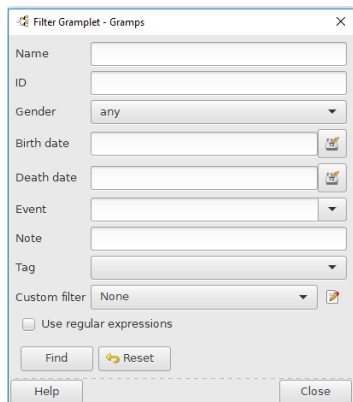 Filter Gramplet - Gramps
Name
ID
Gender any
Birth date
Death date
Event
Note
Tag
Custom filter None
Use regular expressions
Find Reset
Help Close